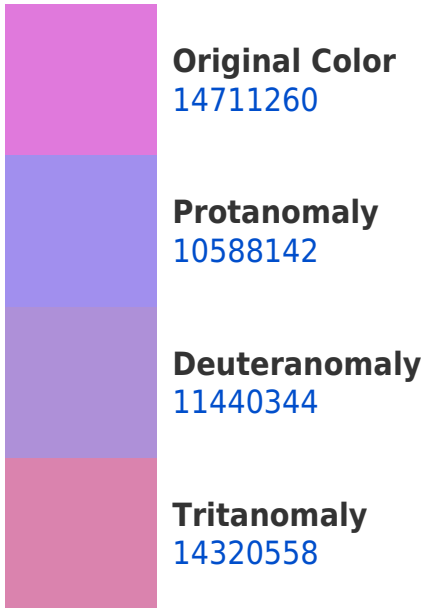 Original Color
14711260
Protanomaly
10588142
Deuteranomaly
11440344
Tritanomaly
14320558